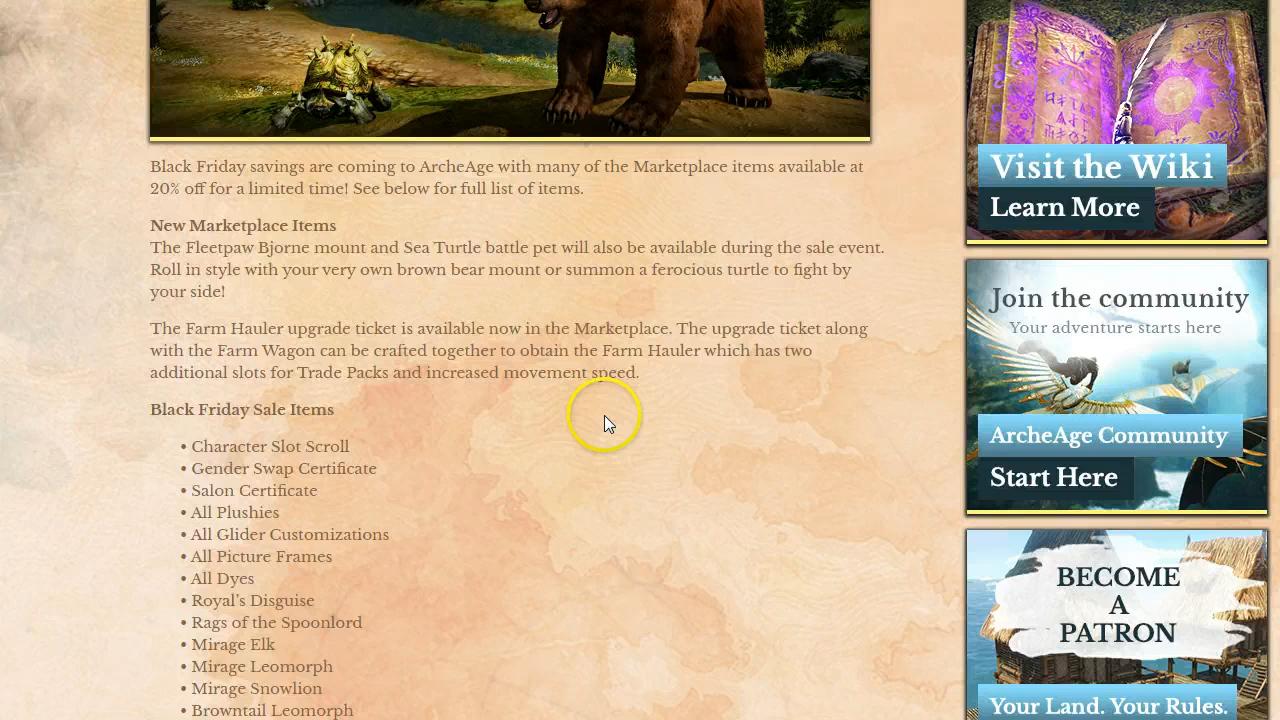 Black Friday savings are coming to ArcheAge with many of the Marketplace items available at
20% off for a limited time! See below for full list of items.
New Marketplace Items
The Fleetpaw Bjorne mount and Sea Turtle battle pet will also be available during the sale event.
Roll in style with your very own brown bear mount or summon a ferocious turtle to fight by
your side!
The Farm Hauler upgrade ticket is available now in the Marketplace. The upgrade ticket along
with the Farm Wagon can be crafted together to obtain the Farm Hauler which has two
additional slots for Trade Packs and increased movement speed.
Black Friday Sale Items
• Character Slot Scroll
• Gender Swap Certificate
• Salon Certificate
• All Plushies
• All Glider Customizations
• All Picture Frames
• All Dyes
• Royal's Disguise
• Rags of the Spoonlord
• Mirage Elk
• Mirage Leomorph
• Mirage Snowlion
• Browntail Leomorph
Visit the Wiki
Learn More
Join the community
Your adventure starts here
ArcheAge Community
Start Here
BECOME
A
PATRON
Your Land. Your Rules.